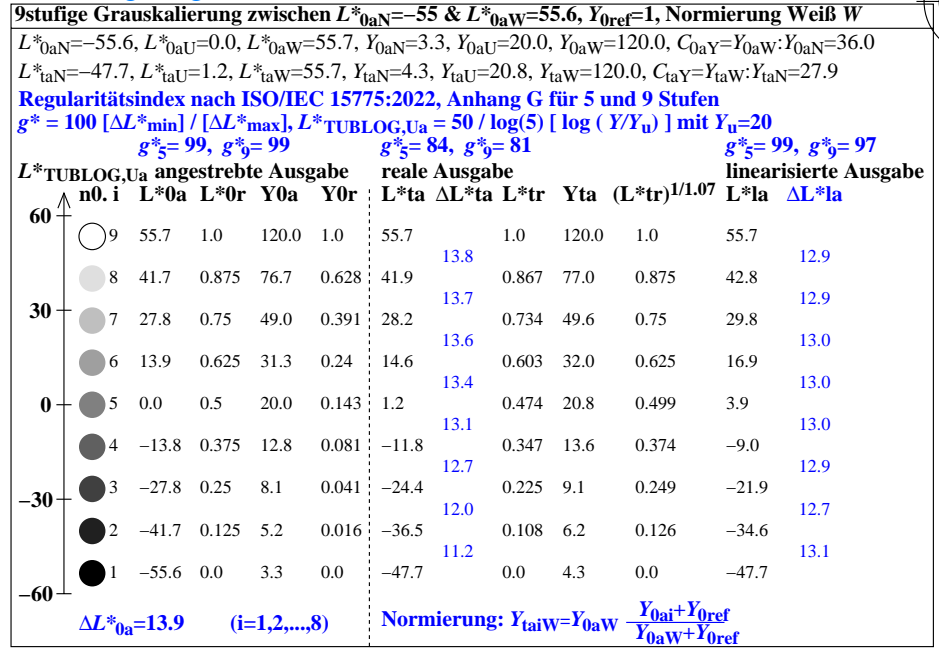 9stufige Grauskalierung zwischen L*0aN=−55 & L*0aW=55.6, Y0ref=1, Normierung Weiß W
L*0aN=−55.6, L*0aU=0.0, L*0aW=55.7, Y0aN=3.3, Y0aU=20.0, Y0aW=120.0, C0aY=Y0aW:Y0aN=36.0
L*taN=−47.7, L*taU=1.2, L*taW=55.7, YtaN=4.3, YtaU=20.8, YtaW=120.0, CtaY=YtaW:YtaN=27.9
Regularitätsindex nach ISO/IEC 15775:2022, Anhang G für 5 und 9 Stufen
g* = 100 [ΔL*min] / [ΔL*max], L*TUBLOG,Ua = 50 / log(5) [ log ( Y/Yu) ] mit Yu=20
g*5= 99, g*9= 99 g*5= 84, g*9= 81 g*5= 99, g*9= 97
L*TUBLOG,Ua angestrebte Ausgabe reale Ausgabe linearisierte Ausgabe
n0. i L*0a L*0r Y0a Y0r L*ta ΔL*ta L*tr Yta (L*tr)1/1.07 L*la ΔL*la
60
9 55.7 1.0 120.0 1.0 55.7 1.0 120.0 1.0 55.7
13.8 12.9
8 41.7 0.875 76.7 0.628 41.9 0.867 77.0 0.875 42.8
13.7 12.9
30
7 27.8 0.75 49.0 0.391 28.2 0.734 49.6 0.75 29.8
13.6 13.0
6 13.9 0.625 31.3 0.24 14.6 0.603 32.0 0.625 16.9
13.4 13.0
0
5 0.0 0.5 20.0 0.143 1.2 0.474 20.8 0.499 3.9
13.1 13.0
4 −13.8 0.375 12.8 0.081 −11.8 0.347 13.6 0.374 −9.0
12.7 12.9
3 −27.8 0.25 8.1 0.041 −24.4 0.225 9.1 0.249 −21.9
−30
12.0 12.7
2 −41.7 0.125 5.2 0.016 −36.5 0.108 6.2 0.126 −34.6
11.2 13.1
1 −55.6 0.0 3.3 0.0 −47.7 0.0 4.3 0.0 −47.7
−60
ΔL*0a=13.9 (i=1,2,...,8) Normierung: YtaiW=Y0aW Y0ai+Y0ref
Y0aW+Y0ref